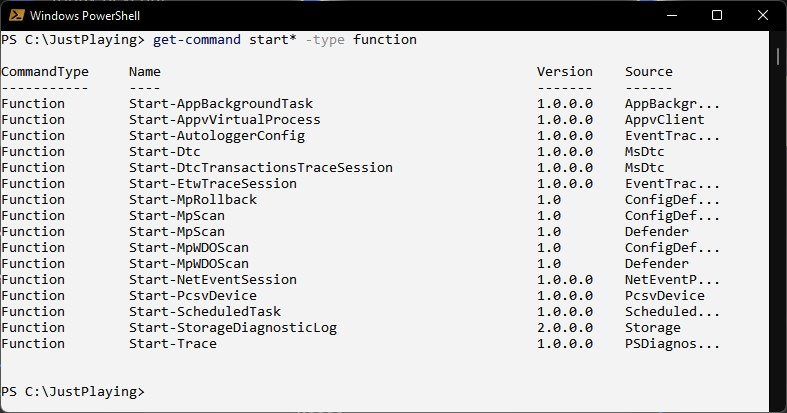 Windows PowerShell
PS C:\JustPlaying> get-command start* -type function
CommandType     Name                                               Version    Source
-----------     ----                                               -------    ------
Function        Start-AppBackgroundTask                            1.0.0.0    AppBackgr...
Function        Start-AppvVirtualProcess                           1.0.0.0    AppvClient
Function        Start-AutologgerConfig                             1.0.0.0    EventTrac...
Function        Start-Dtc                                          1.0.0.0    MsDtc
Function        Start-DtcTransactionsTraceSession                  1.0.0.0    MsDtc
Function        Start-EtwTraceSession                              1.0.0.0    EventTrac...
Function        Start-MpRollback                                   1.0        ConfigDef...
Function        Start-MpScan                                       1.0        ConfigDef...
Function        Start-MpScan                                       1.0        Defender
Function        Start-MpWDOScan                                    1.0        ConfigDef...
Function        Start-MpWDOScan                                    1.0        Defender
Function        Start-NetEventSession                              1.0.0.0    NetEventP...
Function        Start-PcsvDevice                                   1.0.0.0    PcsvDevice
Function        Start-ScheduledTask                                1.0.0.0    Scheduled...
Function        Start-StorageDiagnosticLog                         2.0.0.0    Storage
Function        Start-Trace                                        1.0.0.0    PSDiagnos...
PS C:\JustPlaying>